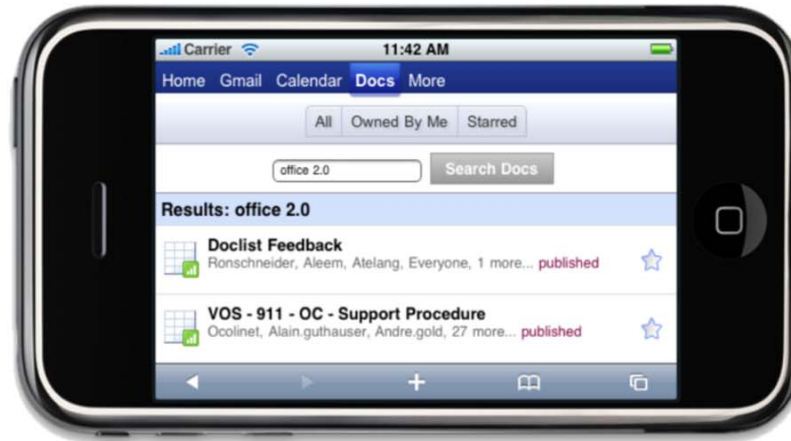 Carrier 11:42 AM
Home Gmail Calendar Docs More
All Owned By Me Starred
office 2.0 Search Docs
Results: office 2.0
Doclist Feedback
Ronschneider, Aleem, Atelang, Everyone, 1 more... published
VOS - 911 - OC - Support Procedure
Ocolinet, Alain.guthauser, Andre.gold, 27 more... published